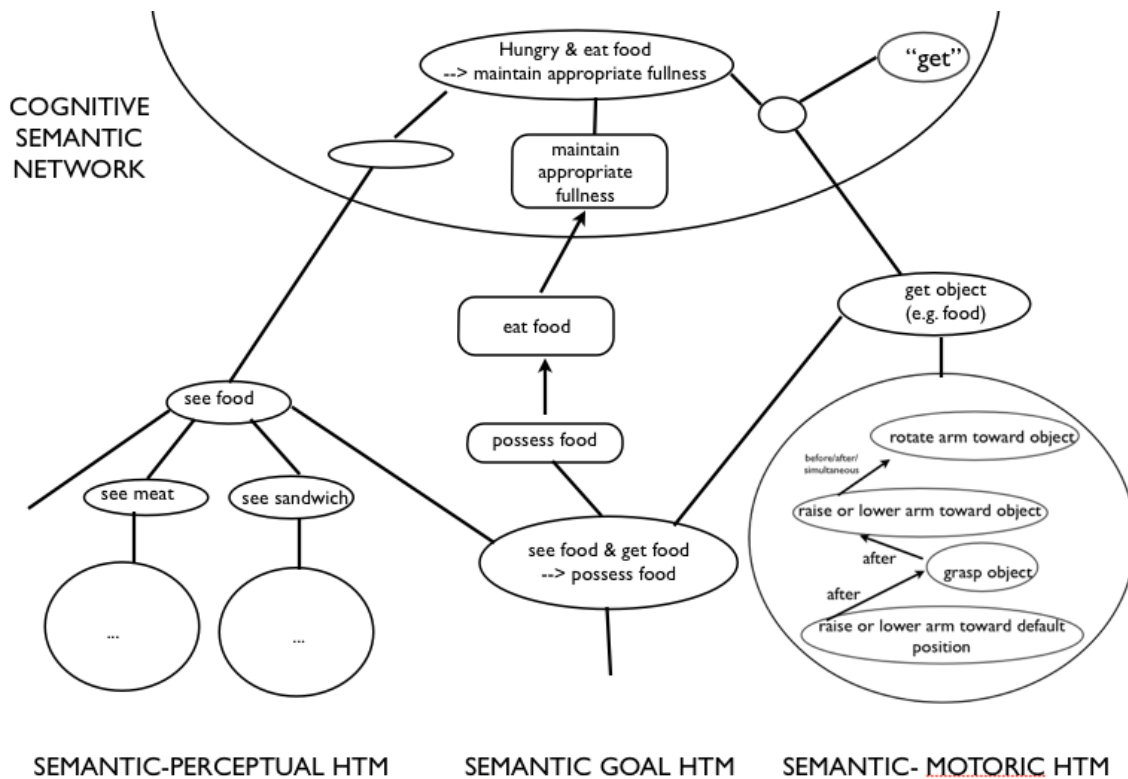 Hungry & eat food
--> maintain appropriate fullness
“get”
COGNITIVE
SEMANTIC
NETWORK
maintain
appropriate
fullness
get object
(e.g. food)
eat food
see food
possess food
rotate arm toward object
before/after/
simultaneous
see meat
see sandwich
raise or lower arm toward object
see food & get food
--> possess food
after
grasp object
after
raise or lower arm toward default
position
...
...
SEMANTIC-PERCEPTUAL HTM
SEMANTIC GOAL HTM
SEMANTIC- MOTORIC HTM